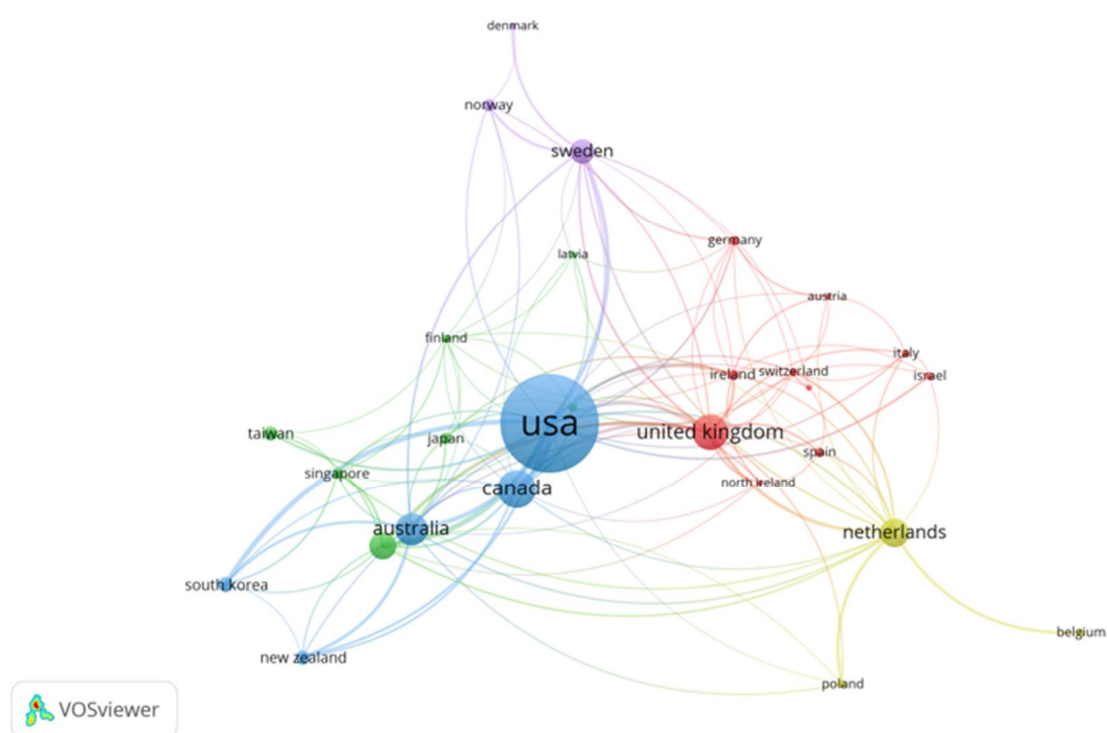 denmark
norway
sweden
germany
latvia
austria
finland
italy
ireland
switzerland
israel
usa
taiwan
japan
united kingdom
spain
singapore
north ireland
canada
australia
netherlands
south korea
belgium
new zealand
poland
VOSviewer